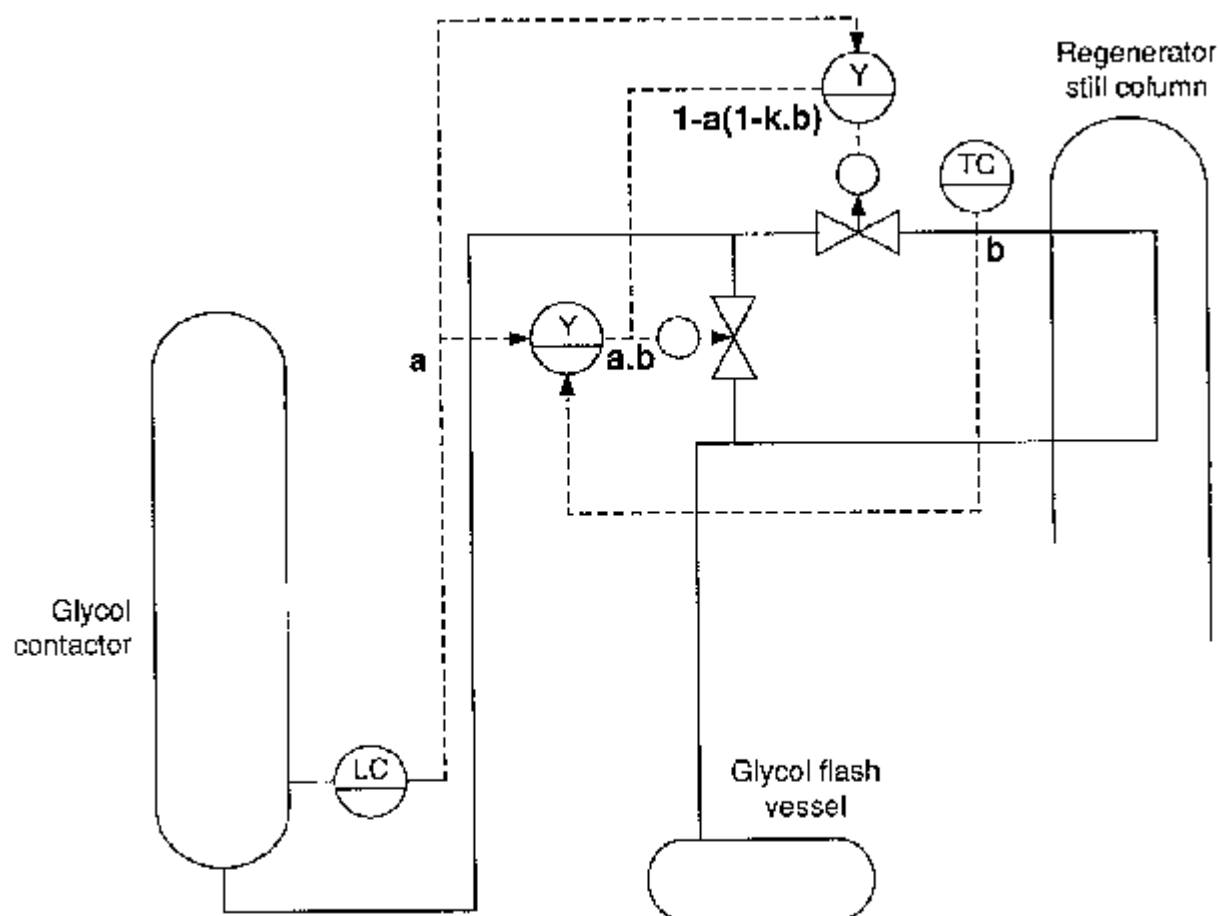 Regenerator
still column
Y
1-a(1-k.b)
TC
b
Y
a
a.b
Glycol
contactor
LC
Glycol flash
vessel